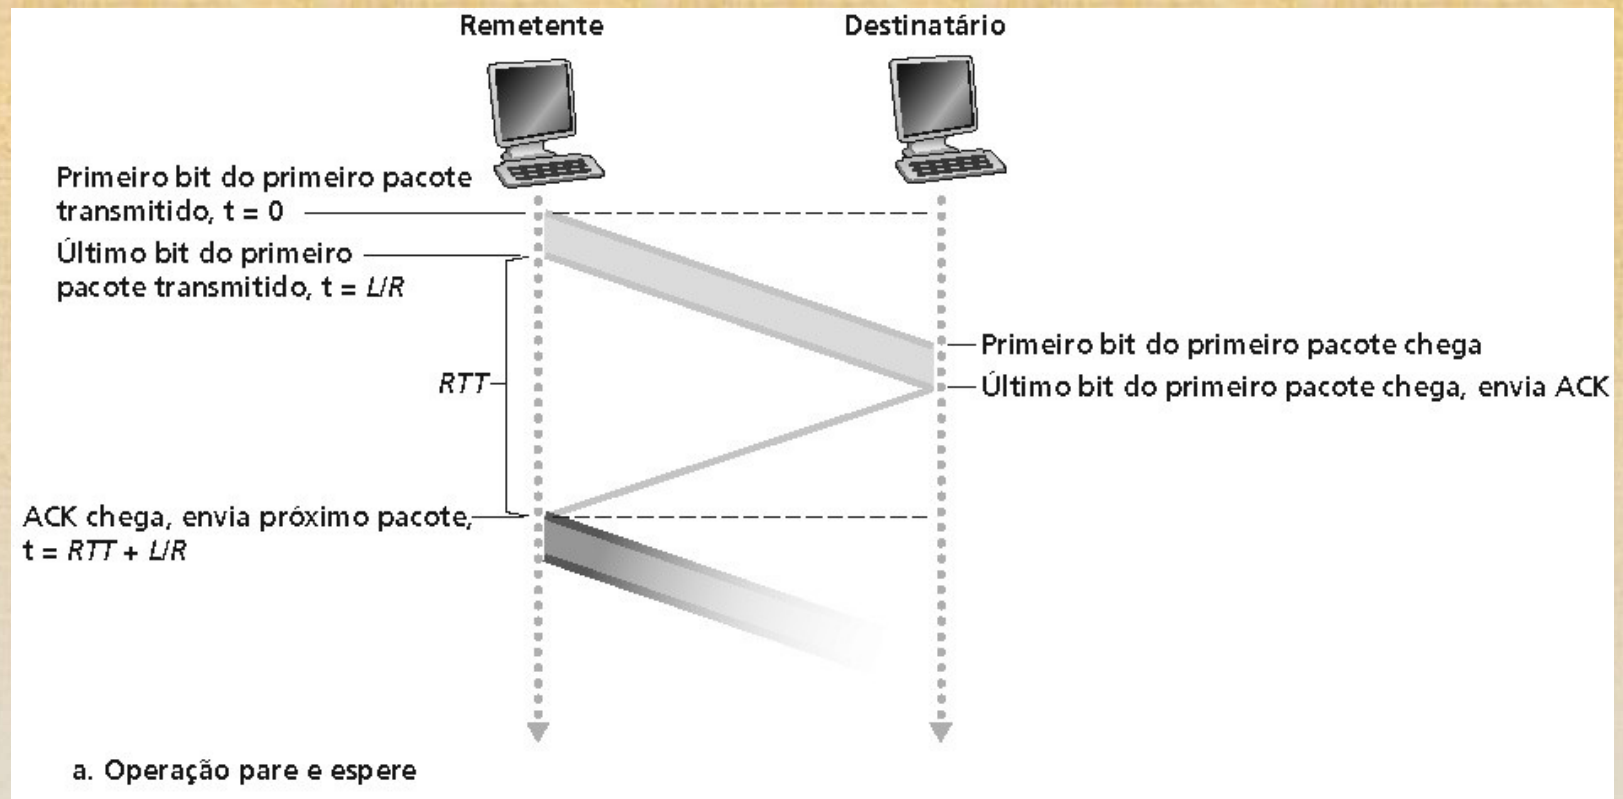 Remetente
Destinatário
Primeiro bit do primeiro pacote
transmitido, t = 0
Último bit do primeiro
pacote transmitido, t = L/R
Primeiro bit do primeiro pacote chega
RTT
Último bit do primeiro pacote chega, envia ACK
ACK chega, envia próximo pacote,
t = RTT + L/R
a. Operação pare e espere